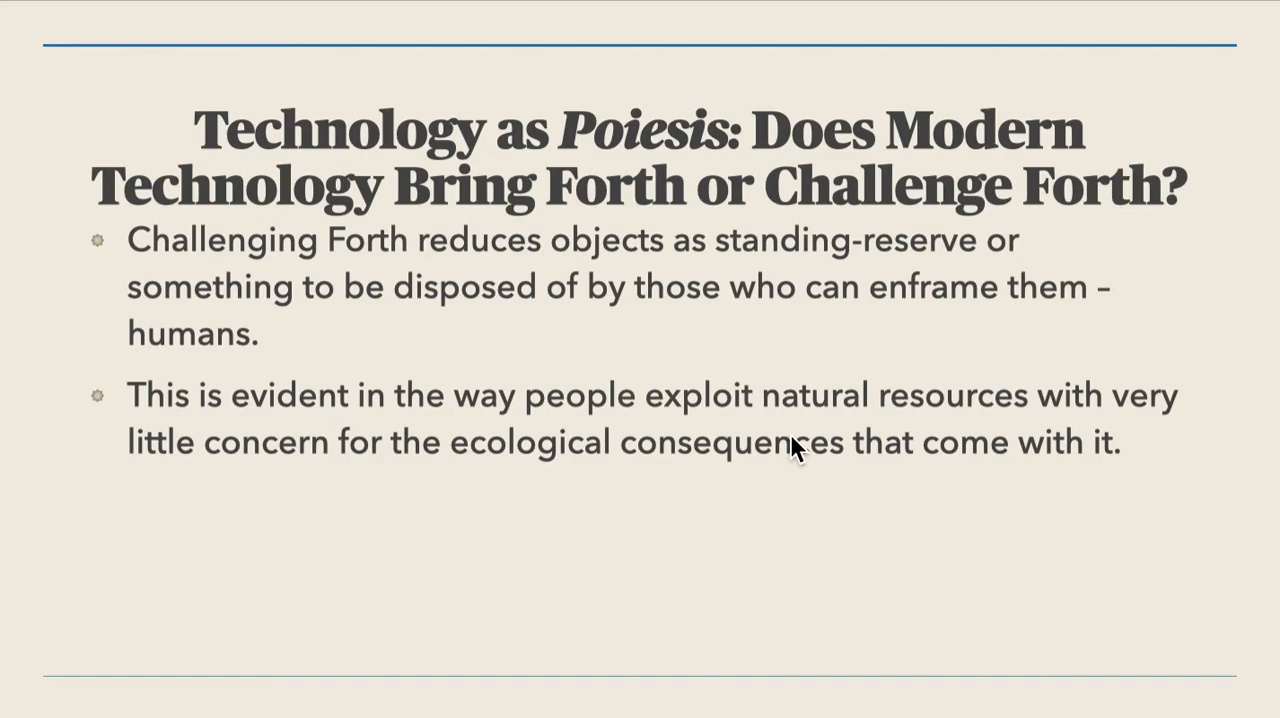 Technology as Poiesis: Does Modern
Technology Bring Forth or Challenge Forth?
Challenging Forth reduces objects as standing-reserve or
something to be disposed of by those who can enframe them –
humans.
This is evident in the way people exploit natural resources with very
little concern for the ecological consequences that come with it.